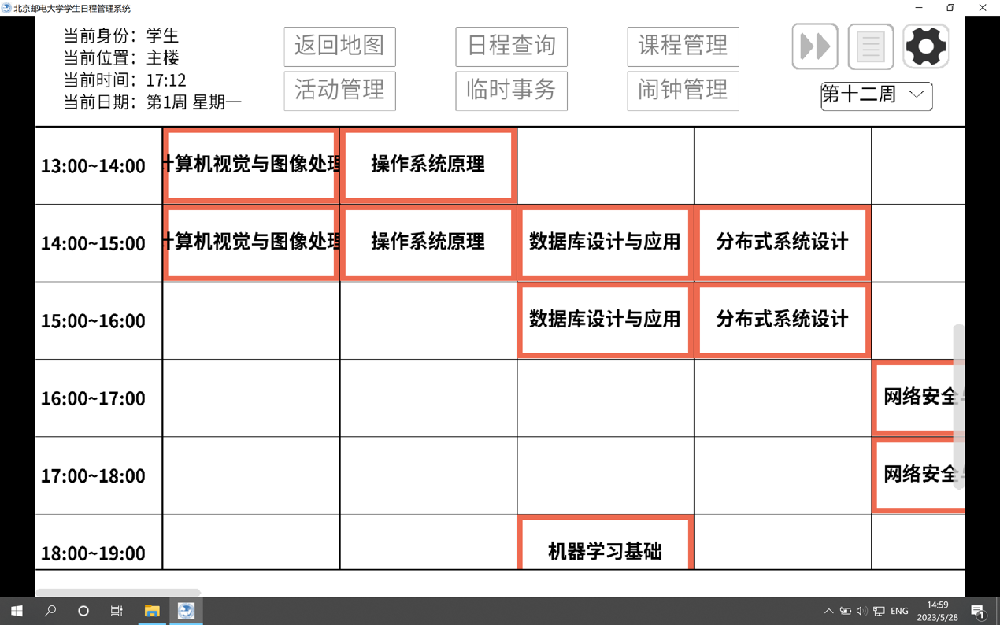 北京邮电大学学生日程管理系统
当前身份：学生
当前位置：主楼
当前时间：17:12
当前日期：第1周 星期一
返回地图 日程查询 课程管理
活动管理 临时事务 闹钟管理
第十二周
13:00~14:00 算机视觉与图像处理 操作系统原理
14:00~15:00 算机视觉与图像处理 操作系统原理 数据库设计与应用 分布式系统设计
15:00~16:00 数据库设计与应用 分布式系统设计
16:00~17:00 网络安全
17:00~18:00 网络安全
18:00~19:00 机器学习基础
ENG
14:59
2023/5/28
1